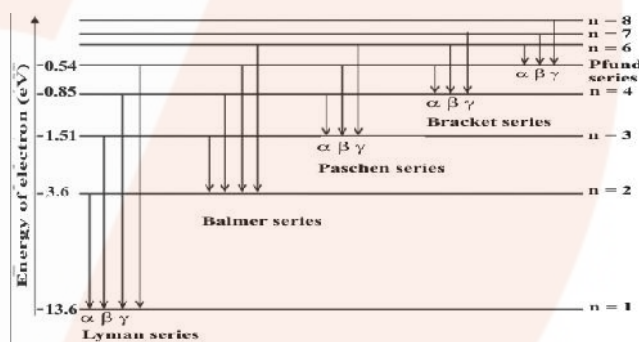 n=8
n=7
n=6
-0.54
Pfund series
α β γ
-0.85
n=4
α β γ
Bracket series
-1.51
n=3
α β γ
Paschen series
-3.6
n=2
Balmer series
-13.6
n=1
α β γ
Lyman series
Energy of electron (eV)